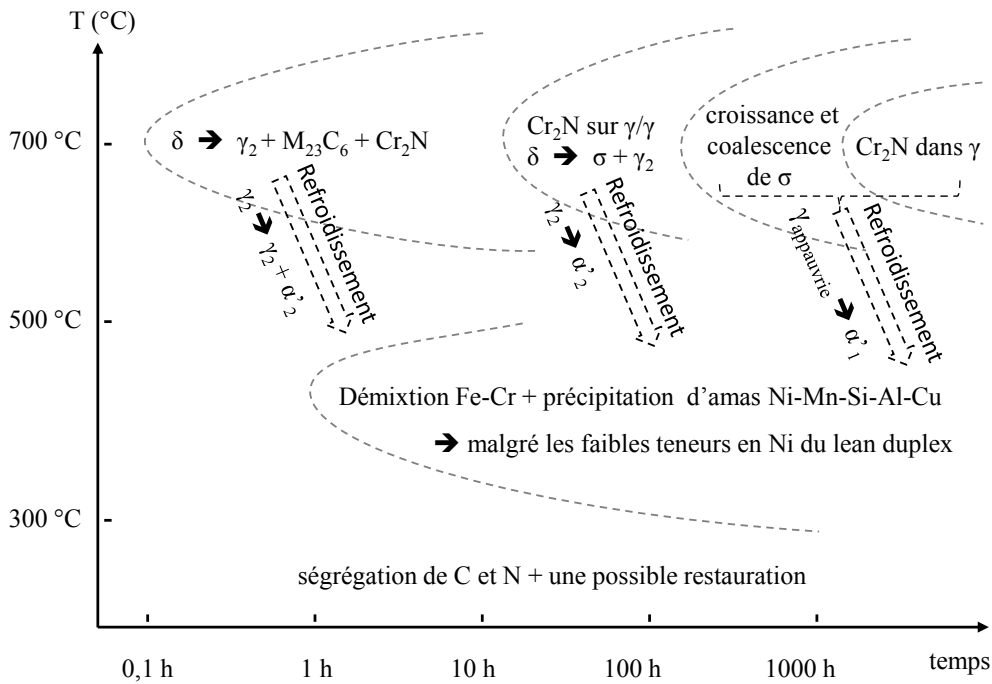 T (°C)
700 °C
500 °C
300 °C
δ ➔ γ₂ + M₂₃C₆ + Cr₂N
γ₂ ➔ γ₂ + α'₂
Refroidissement
Cr₂N sur γ/γ
δ ➔ σ + γ₂
γ₂ ➔ α'₂
Refroidissement
croissance et
coalescence
de σ
Cr₂N dans γ
γappauvrie ➔ α'₁
Refroidissement
Démixtion Fe-Cr + précipitation d'amas Ni-Mn-Si-Al-Cu
➔ malgré les faibles teneurs en Ni du lean duplex
ségrégation de C et N + une possible restauration
0,1 h 1 h 10 h 100 h 1000 h temps